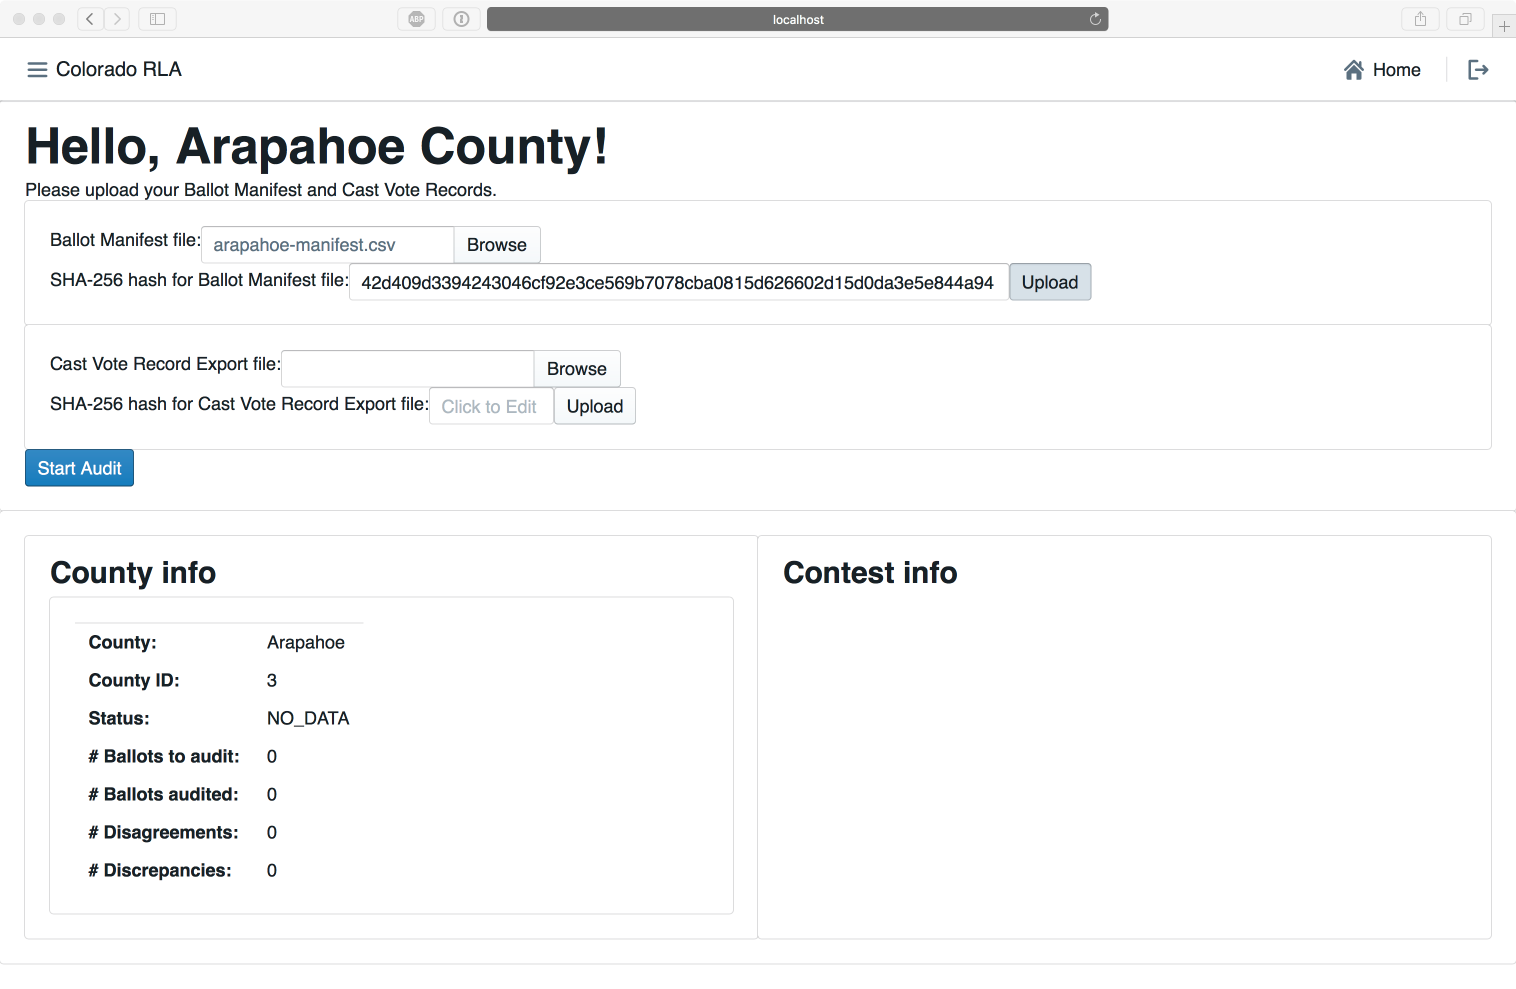 localhost
Colorado RLA
Home
Hello, Arapahoe County!
Please upload your Ballot Manifest and Cast Vote Records.
Ballot Manifest file: arapahoe-manifest.csv Browse
SHA-256 hash for Ballot Manifest file: 42d409d3394243046cf92e3ce569b7078cba0815d626602d15d0da3e5e844a94 Upload
Cast Vote Record Export file: Browse
SHA-256 hash for Cast Vote Record Export file: Click to Edit Upload
Start Audit
County info
County: Arapahoe
County ID: 3
Status: NO_DATA
# Ballots to audit: 0
# Ballots audited: 0
# Disagreements: 0
# Discrepancies: 0
Contest info